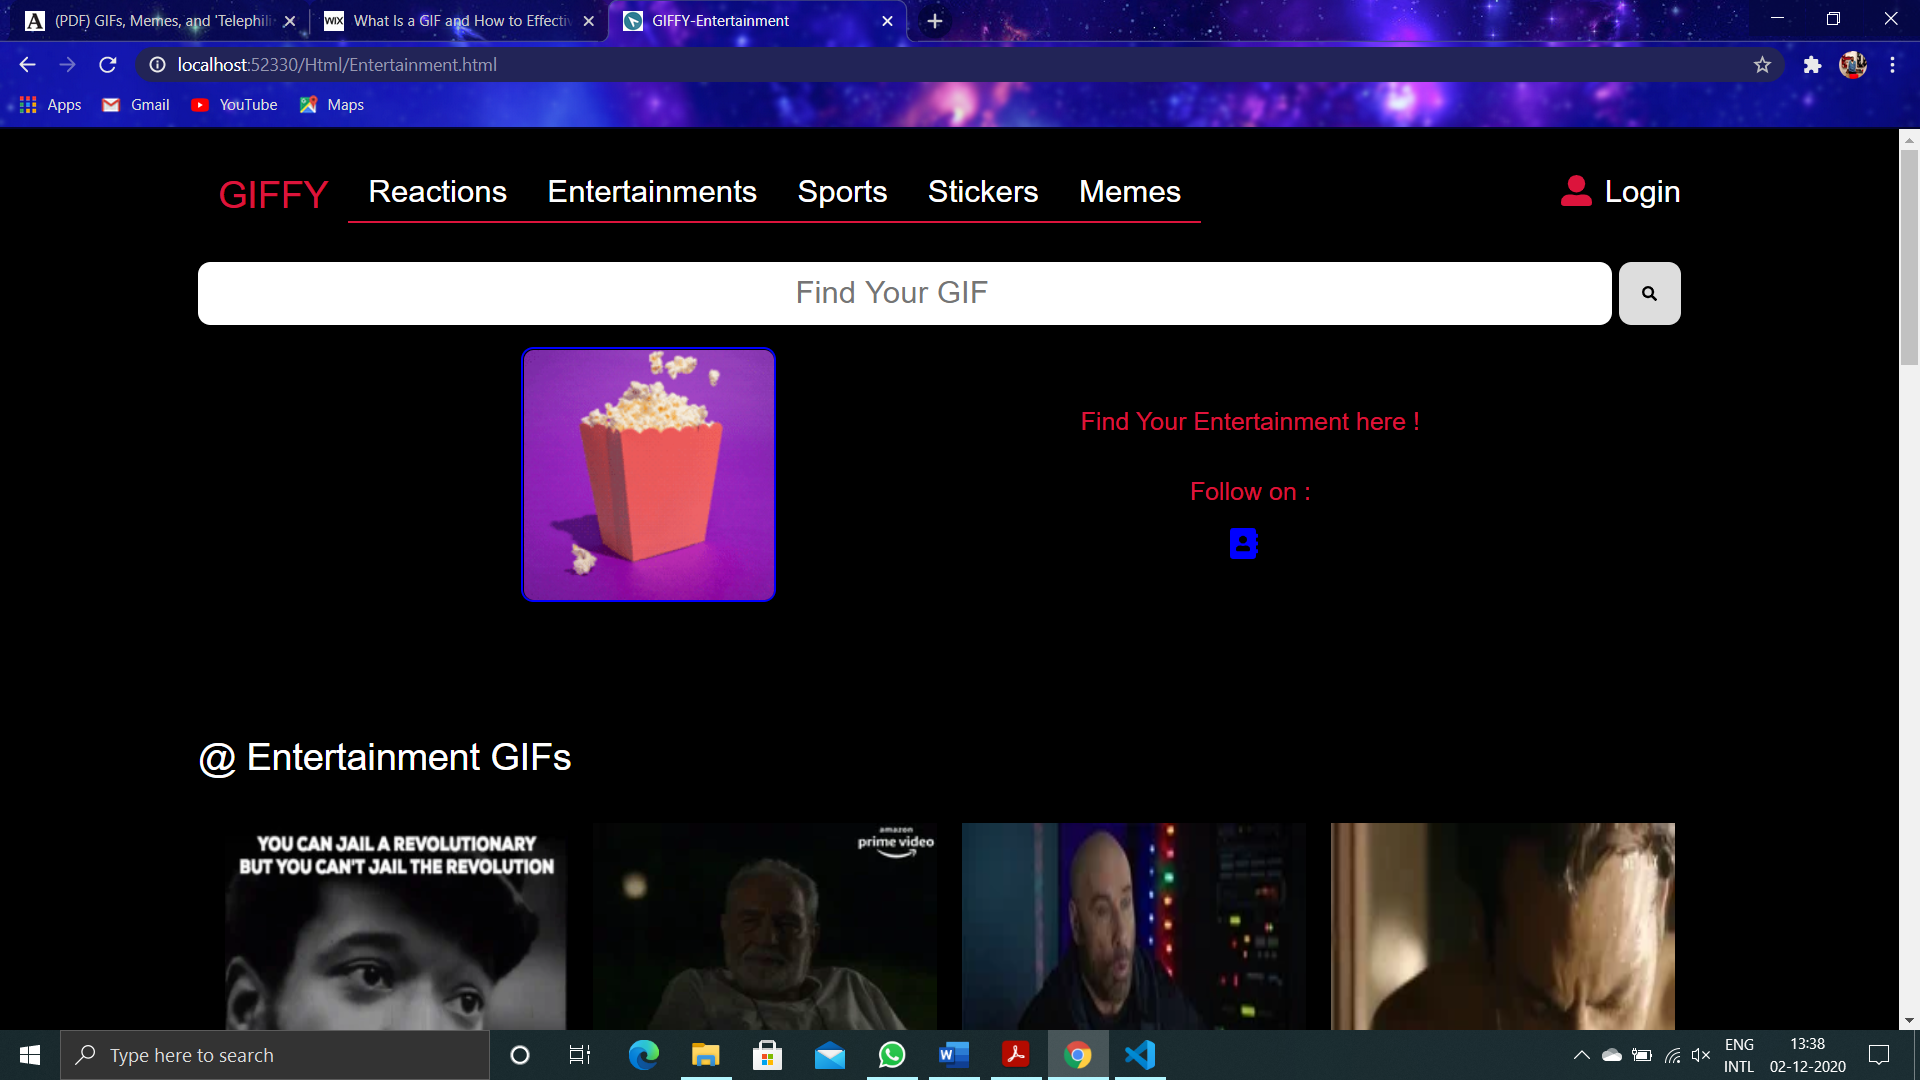 (PDF) GIFs, Memes, and 'Telephili
WIX What Is a GIF and How to Effecti
GIFFY-Entertainment
localhost:52330/Html/Entertainment.html
Apps Gmail YouTube Maps
GIFFY Reactions Entertainments Sports Stickers Memes Login
Find Your GIF
Find Your Entertainment here !
Follow on :
@ Entertainment GIFs
YOU CAN JAIL A REVOLUTIONARY
BUT YOU CAN'T JAIL THE REVOLUTION
amazon
prime video
Type here to search
ENG
INTL
13:38
02-12-2020